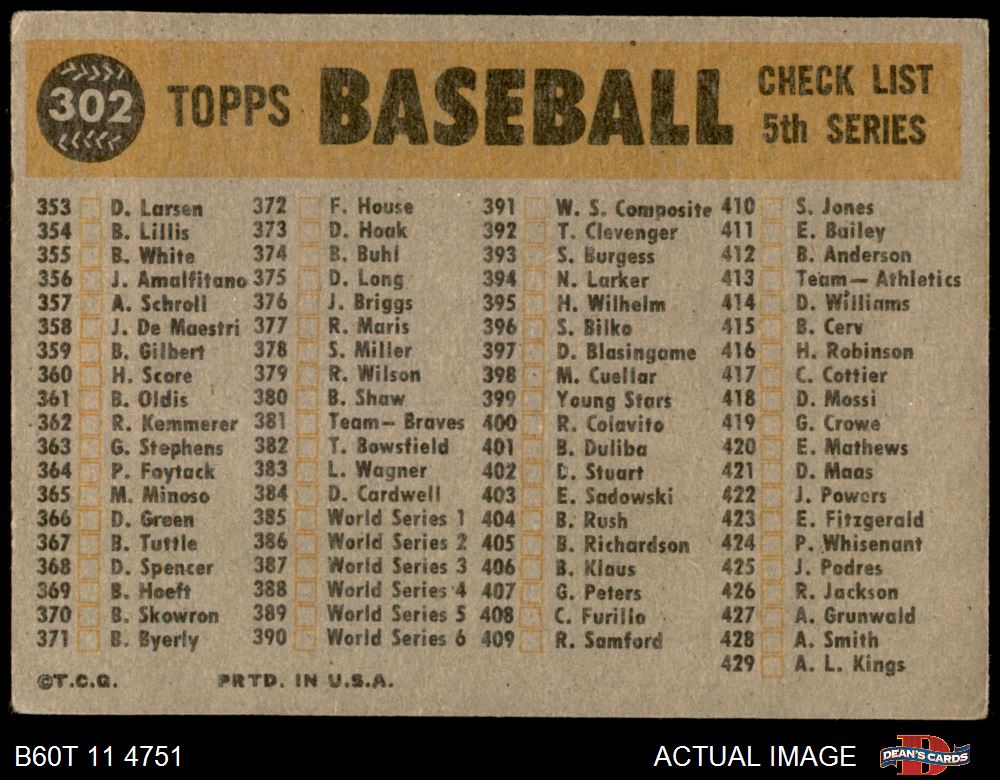 302
TOPPS BASEBALL CHECK LIST
5th SERIES
353 D. Larsen
354 B. Lillis
355 B. White
356 J. Amalfitano
357 A. Schroll
358 J. De Maestri
359 B. Gilbert
360 H. Score
361 B. Oldis
362 R. Kemmerer
363 G. Stephens
364 P. Foytack
365 M. Minoso
366 D. Green
367 B. Tuttle
368 D. Spencer
369 B. Hoeft
370 B. Skowron
371 B. Byerly
372 F. House
373 D. Hoak
374 B. Buhl
375 D. Long
376 J. Briggs
377 R. Maris
378 S. Miller
379 R. Wilson
380 B. Shaw
381 Team— Braves
382 T. Bowsfield
383 L. Wagner
384 D. Cardwell
385 World Series 1
386 World Series 2
387 World Series 3
388 World Series 4
389 World Series 5
390 World Series 6
391 W. S. Composite
392 T. Clevenger
393 S. Burgess
394 N. Larker
395 H. Wilhelm
396 S. Bilko
397 D. Blasingame
398 M. Cuellar
399 Young Stars
400 R. Colavito
401 B. Duliba
402 D. Stuart
403 E. Sadowski
404 B. Rush
405 B. Richardson
406 B. Klaus
407 G. Peters
408 C. Furillo
409 R. Samford
410 S. Jones
411 E. Bailey
412 B. Anderson
413 Team— Athletics
414 D. Williams
415 B. Cerv
416 H. Robinson
417 C. Cottier
418 D. Mossi
419 G. Crowe
420 E. Mathews
421 D. Maas
422 J. Powers
423 E. Fitzgerald
424 P. Whisenant
425 J. Podres
426 R. Jackson
427 A. Grunwald
428 A. Smith
429 A. L. Kings
©T.C.G. PRTD. IN U.S.A.
B60T 11 4751 ACTUAL IMAGE DEAN'S CARDS